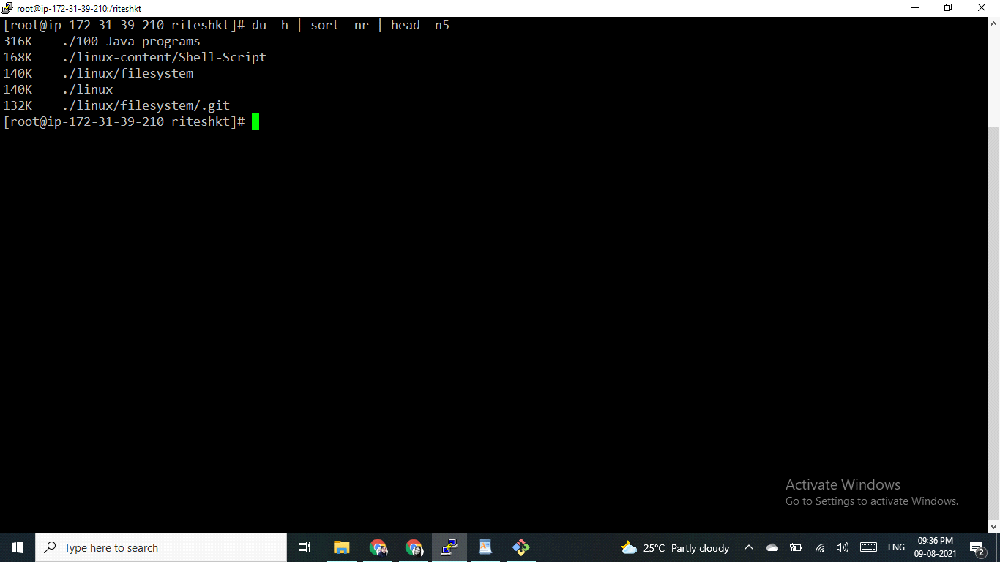 root@ip-172-31-39-210:/riteshkt
[root@ip-172-31-39-210 riteshkt]# du -h | sort -nr | head -n5
316K    ./100-Java-programs
168K    ./linux-content/Shell-Script
140K    ./linux/filesystem
140K    ./linux
132K    ./linux/filesystem/.git
[root@ip-172-31-39-210 riteshkt]#
Activate Windows
Go to Settings to activate Windows.
Type here to search
25°C Partly cloudy
ENG
09:36 PM
09-08-2021
2